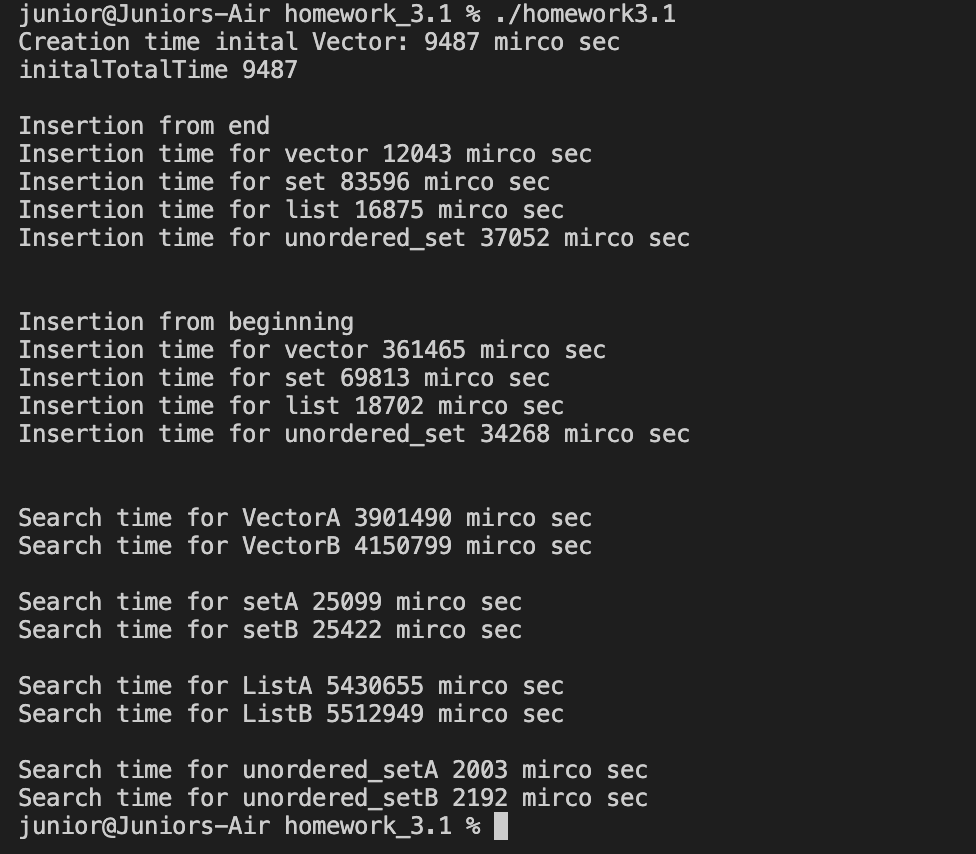 junior@Juniors-Air homework_3.1 % ./homework3.1
Creation time inital Vector: 9487 mirco sec
initalTotalTime 9487
Insertion from end
Insertion time for vector 12043 mirco sec
Insertion time for set 83596 mirco sec
Insertion time for list 16875 mirco sec
Insertion time for unordered_set 37052 mirco sec
Insertion from beginning
Insertion time for vector 361465 mirco sec
Insertion time for set 69813 mirco sec
Insertion time for list 18702 mirco sec
Insertion time for unordered_set 34268 mirco sec
Search time for VectorA 3901490 mirco sec
Search time for VectorB 4150799 mirco sec
Search time for setA 25099 mirco sec
Search time for setB 25422 mirco sec
Search time for ListA 5430655 mirco sec
Search time for ListB 5512949 mirco sec
Search time for unordered_setA 2003 mirco sec
Search time for unordered_setB 2192 mirco sec
junior@Juniors-Air homework_3.1 %